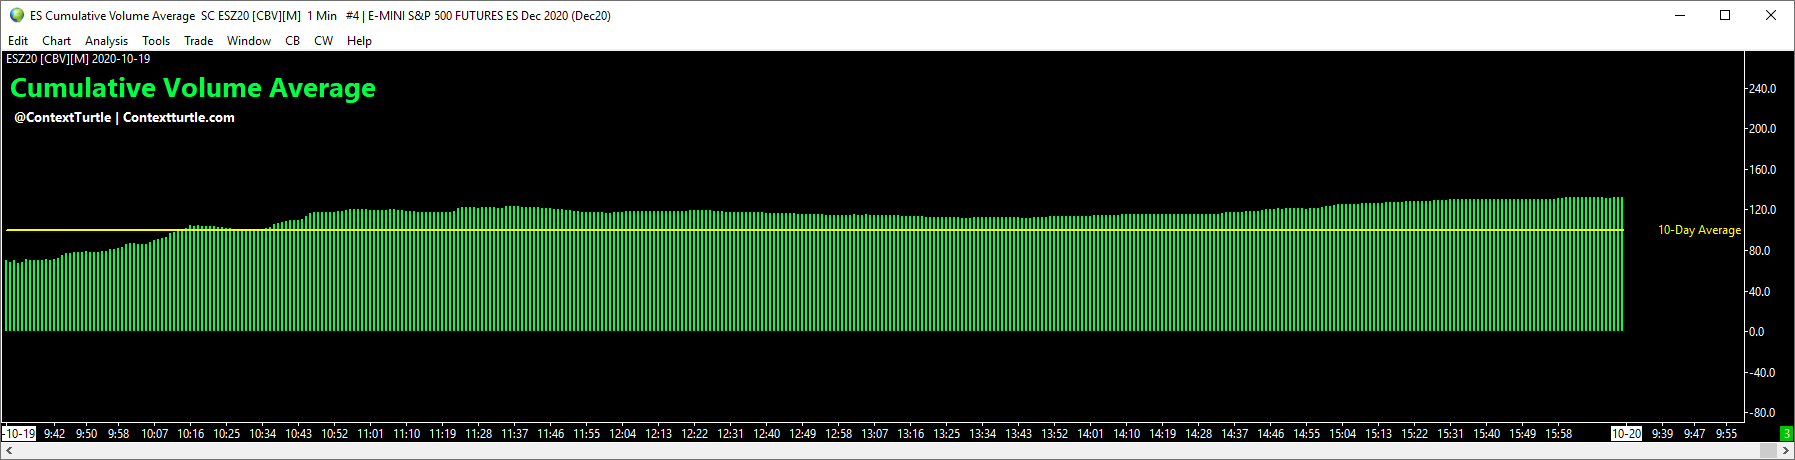 ES Cumulative Volume Average  SC ESZ20 [CBV][M]  1 Min   #4 | E-MINI S&P 500 FUTURES ES Dec 2020 (Dec20)
Edit Chart Analysis Tools Trade Window CB CW Help
ESZ20 [CBV][M] 2020-10-19
Cumulative Volume Average
@ContextTurtle | Contextturtle.com
240.0
200.0
160.0
120.0
10-Day Average
80.0
40.0
0.0
-40.0
-80.0
-10-19 9:42 9:50 9:58 10:07 10:16 10:25 10:34 10:43 10:52 11:01 11:10 11:19 11:28 11:37 11:46 11:55 12:04 12:13 12:22 12:31 12:40 12:49 12:58 13:07 13:16 13:25 13:34 13:43 13:52 14:01 14:10 14:19 14:28 14:37 14:46 14:55 15:04 15:13 15:22 15:31 15:40 15:49 15:58 10-20 9:39 9:47 9:55 3